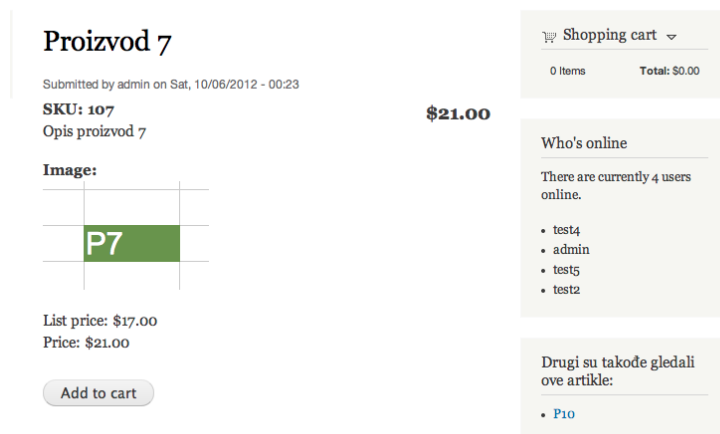 Proizvod 7
Submitted by admin on Sat, 10/06/2012 - 00:23
SKU: 107
$21.00
Opis proizvod 7
Image:
P7
List price: $17.00
Price: $21.00
Add to cart
Shopping cart
0 Items Total: $0.00
Who's online
There are currently 4 users
online.
test4
admin
test5
test2
Drugi su takođe gledali
ove artikle:
P10